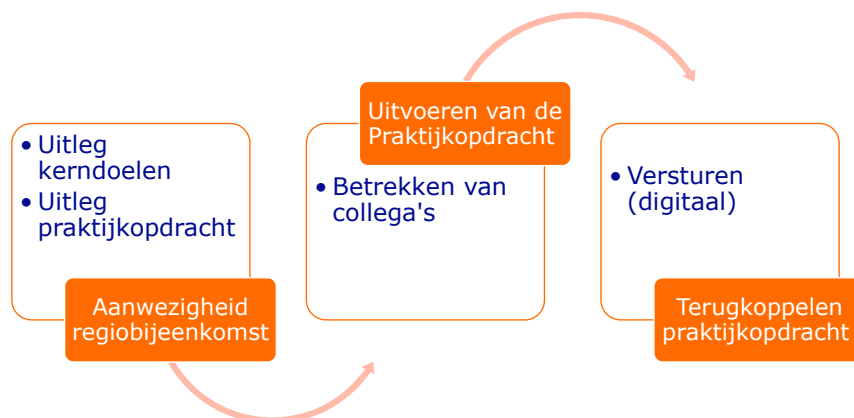 • Uitleg
kerndoelen
• Uitleg
praktijkopdracht
Aanwezigheid
regiobijeenkomst
Uitvoeren van de
Praktijkopdracht
• Betrekken van
collega's
• Versturen
(digitaal)
Terugkoppelen
praktijkopdracht